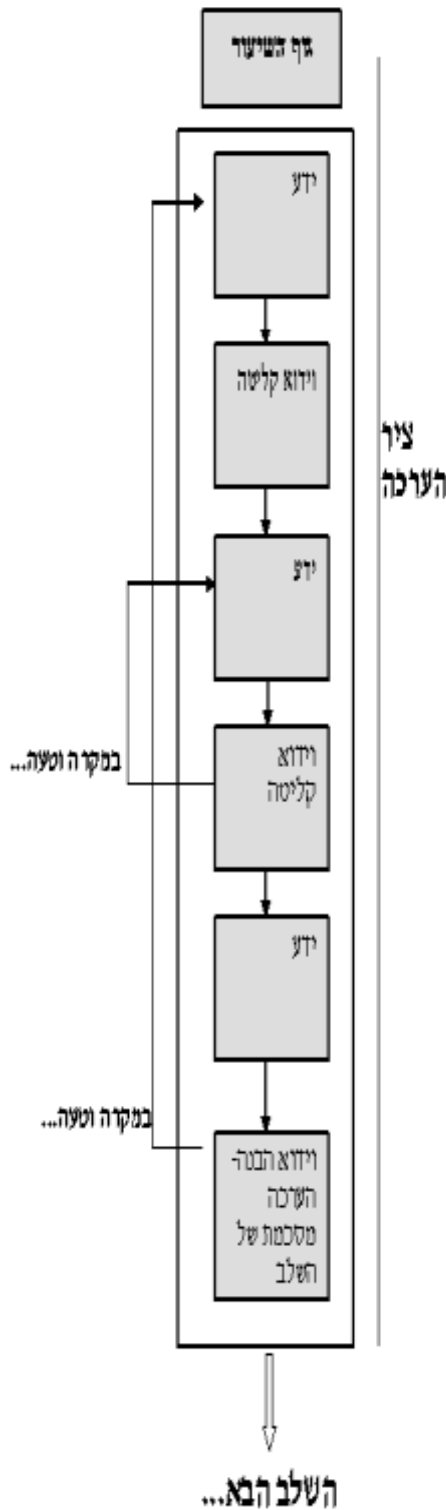 גוף השיעור
ידע
וידוא קליטה
ציר
הערכה
ידע
וידוא
קליטה
במקרה וטעה...
ידע
במקרה וטעה...
וידוא הבנה-
הערכה
מסכמת של
השלב
השלב הבא...